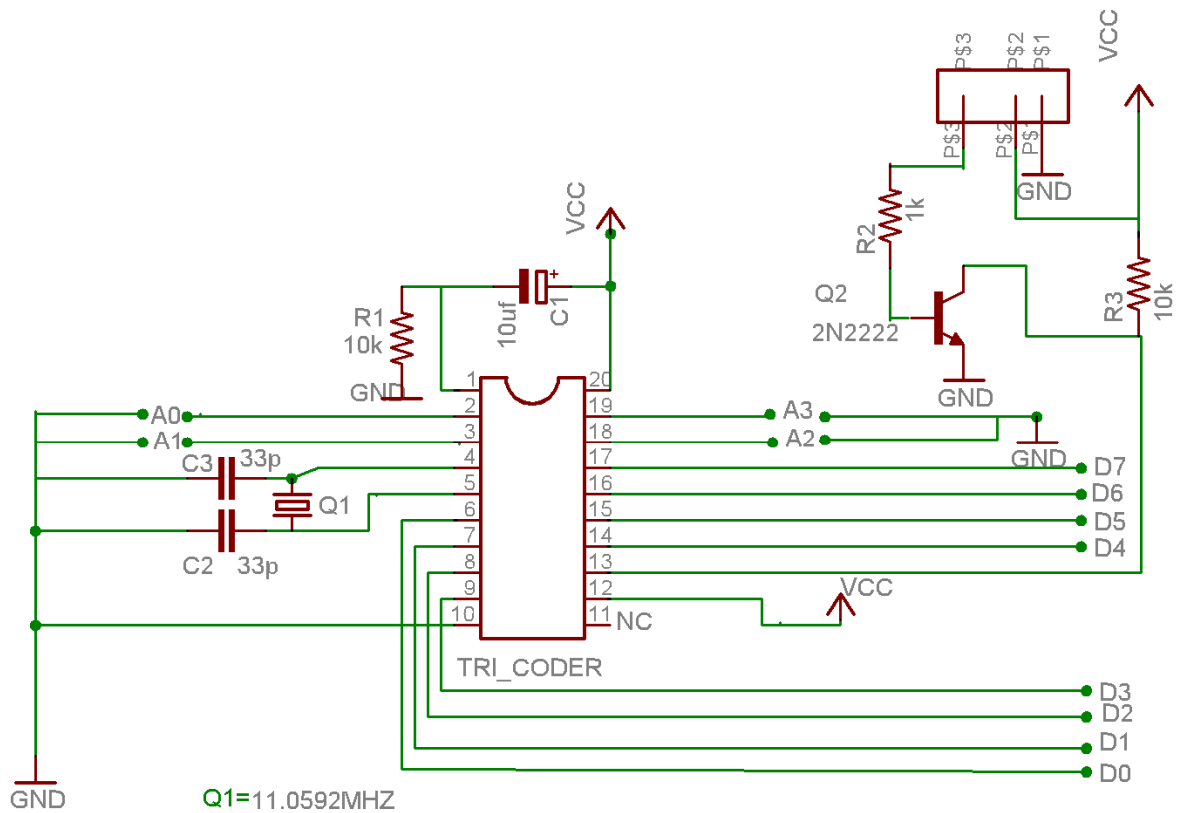 P$3
P$2
P$1
VCC
P$3
P$2
P$1
GND
VCC
1k
R2
Q2
2N2222
R3
10k
R1
10k
10uf
C1
GND
GND
1
20
2
19
3
18
4
17
5
16
6
15
7
14
8
13
9
12
10
11
A0
A1
A3
A2
GND
C3
33p
Q1
C2
33p
D7
D6
D5
D4
VCC
NC
TRI_CODER
D3
D2
D1
D0
GND
Q1=11.0592MHZ